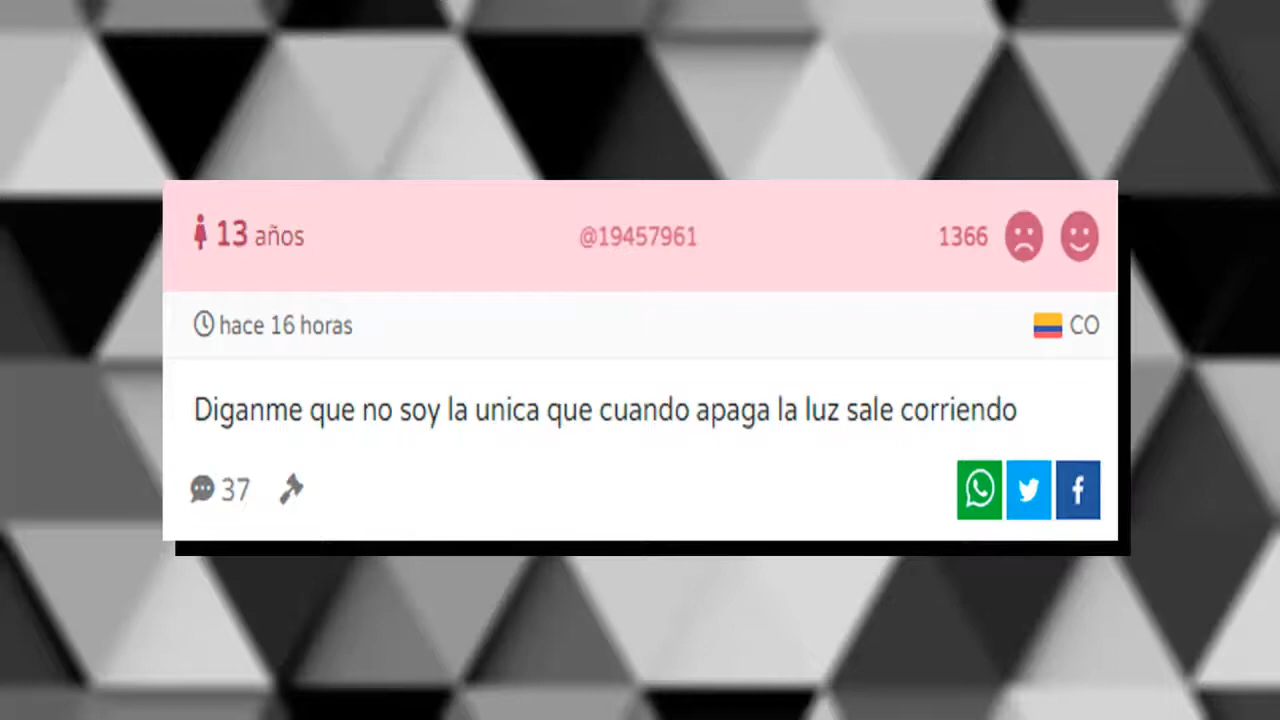 13 años @19457961 1366
hace 16 horas CO
Diganme que no soy la unica que cuando apaga la luz sale corriendo
37